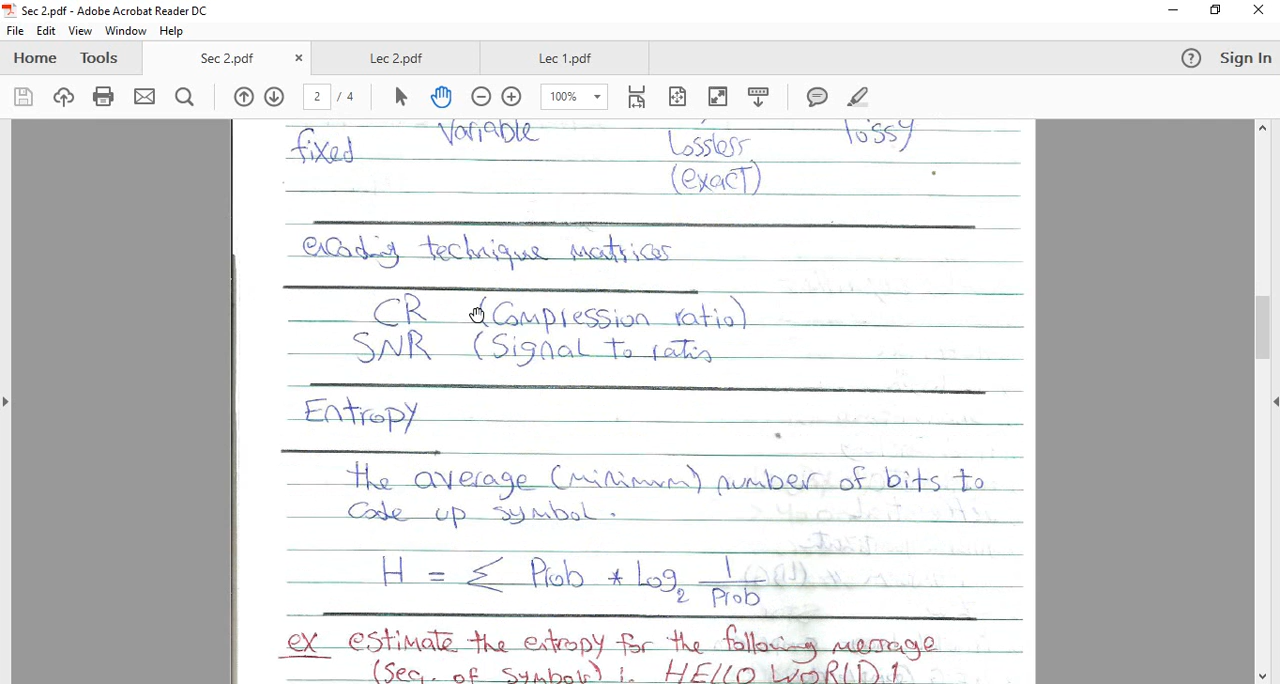 Sec 2.pdf - Adobe Acrobat Reader DC
File Edit View Window Help
Home Tools Sec 2.pdf × Lec 2.pdf Lec 1.pdf ? Sign In
2 / 4 100%
fixed Variable Lossless lossy
(exact)
encoding technique matrices
CR (Compression ratio)
SNR (Signal to ratio
Entropy
the average (minimum) number of bits to
code up symbol.
H = Σ Prob * Log₂ 1/Prob
ex estimate the entropy for the following message
(Seq. of symbols) HELLO WORLD!